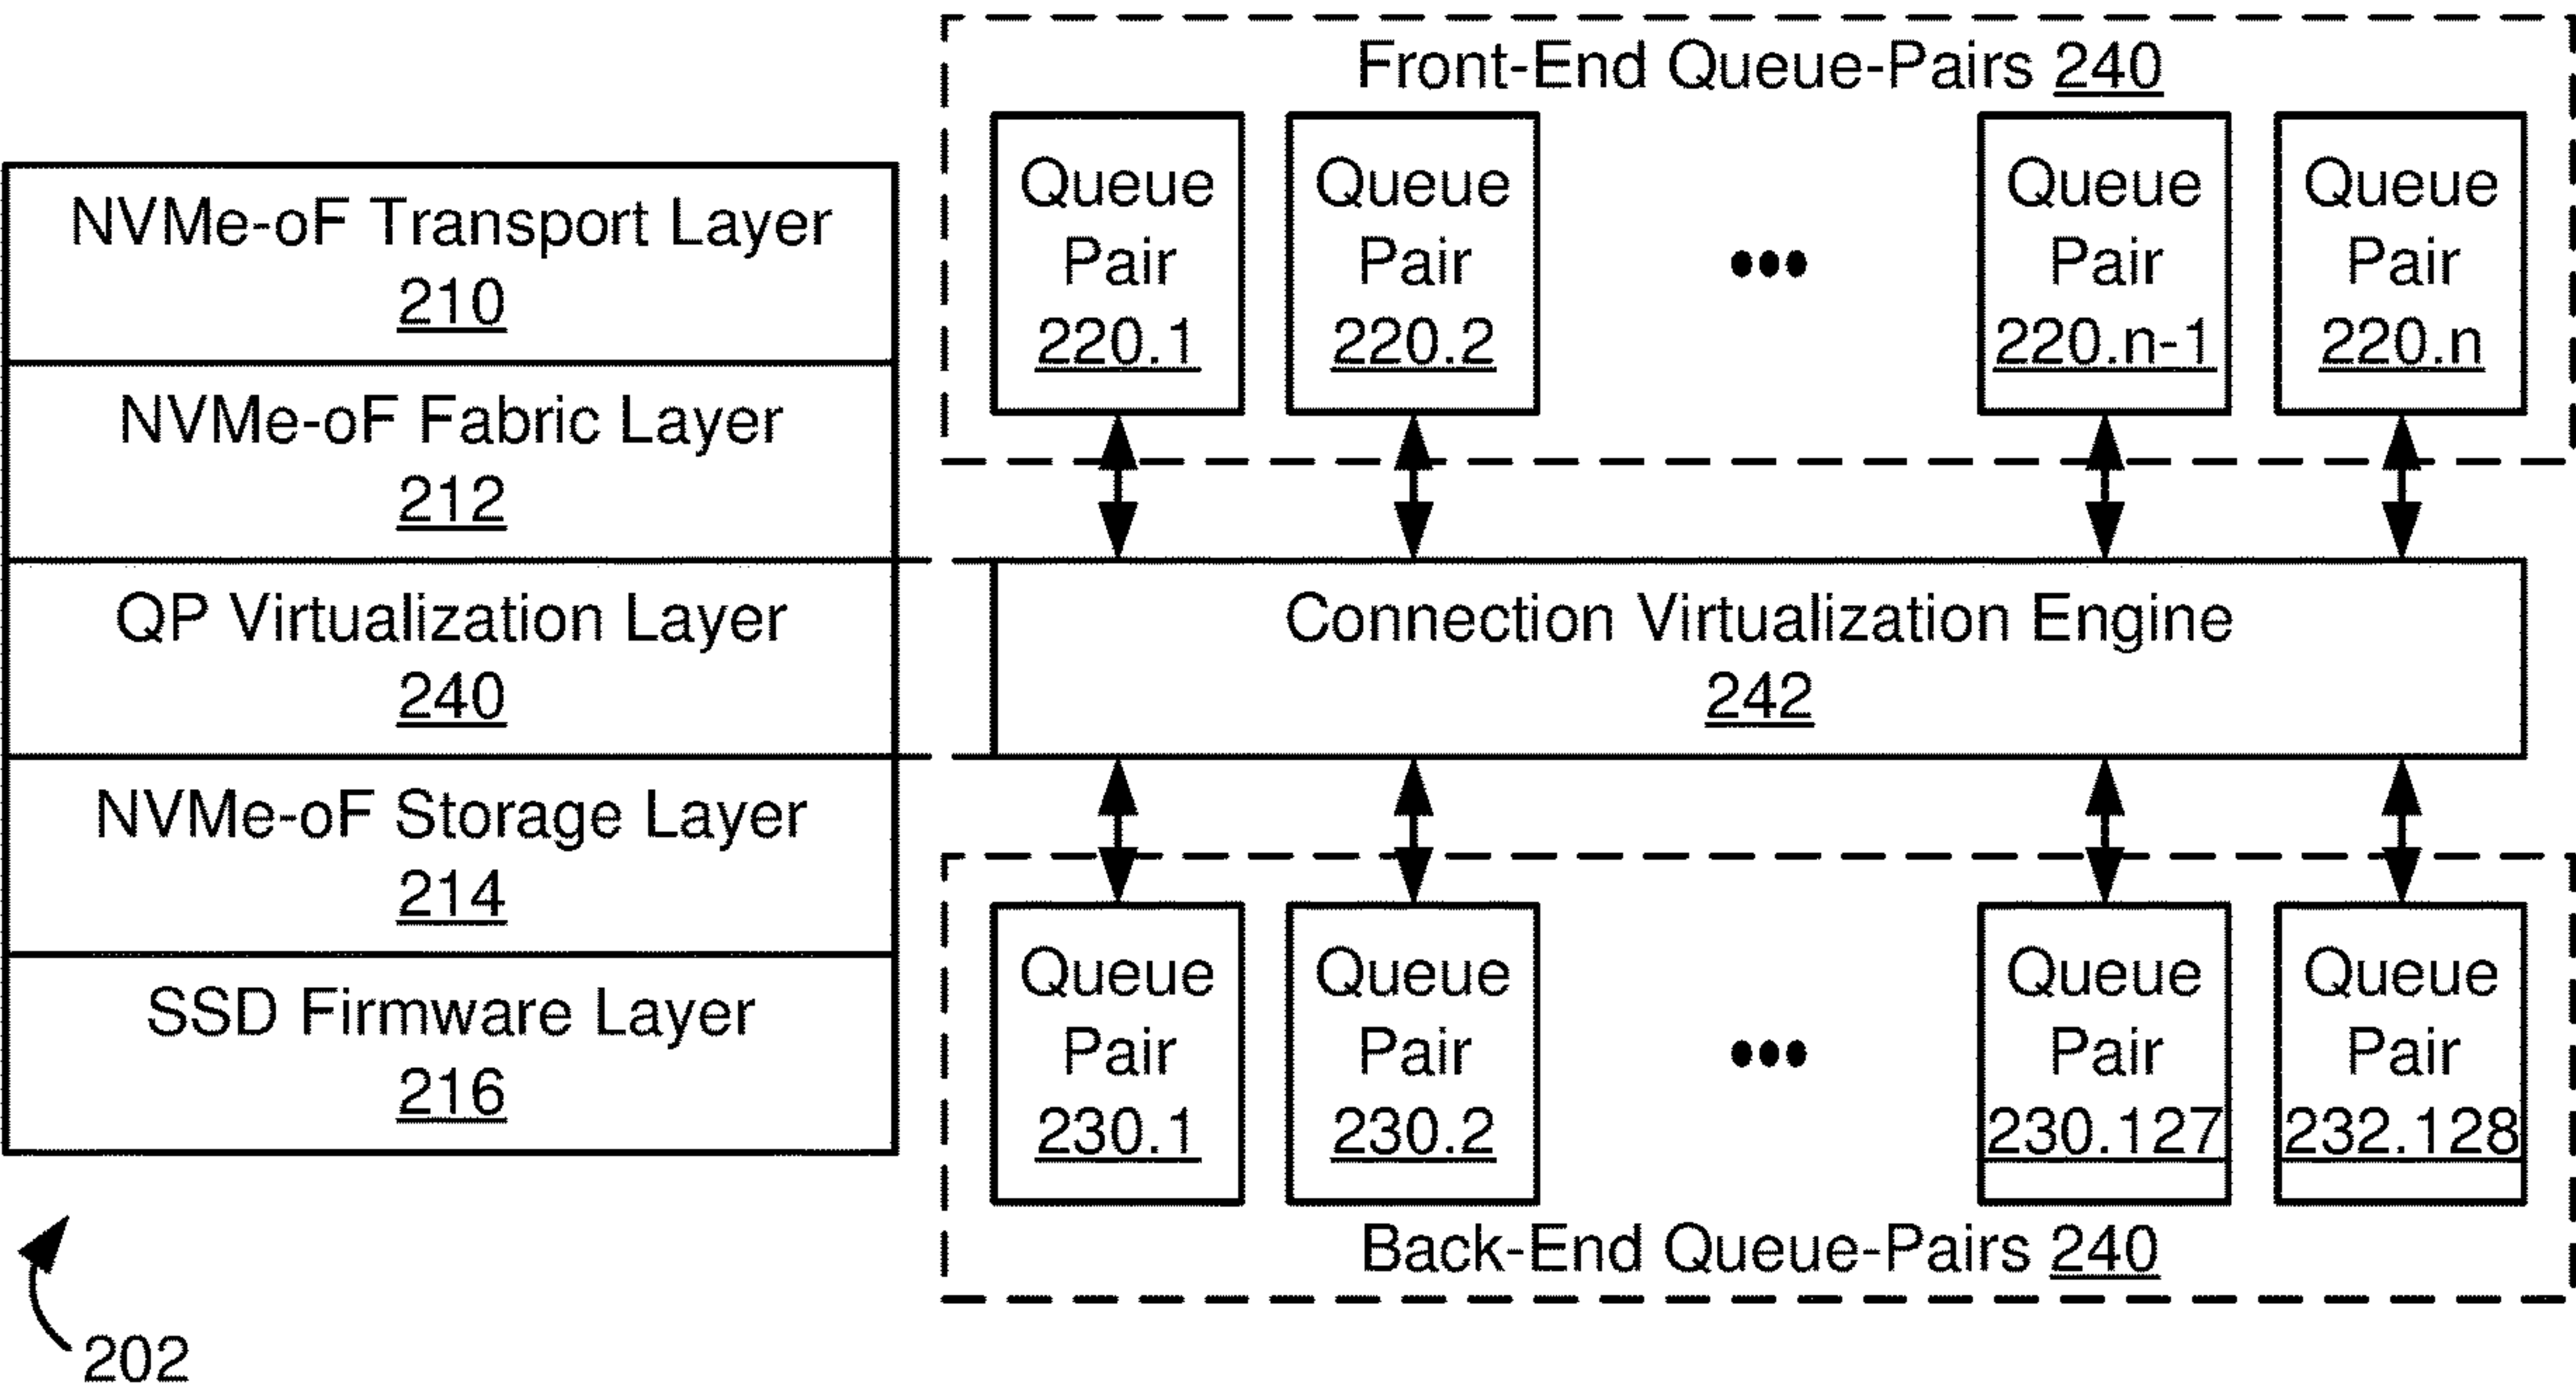 NVMe-oF Transport Layer
210
NVMe-oF Fabric Layer
212
QP Virtualization Layer
240
NVMe-oF Storage Layer
214
SSD Firmware Layer
216
202
Front-End Queue-Pairs 240
Queue
Pair
220.1
Queue
Pair
220.2
•••
Queue
Pair
220.n-1
Queue
Pair
220.n
Connection Virtualization Engine
242
Queue
Pair
230.1
Queue
Pair
230.2
•••
Queue
Pair
230.127
Queue
Pair
232.128
Back-End Queue-Pairs 240